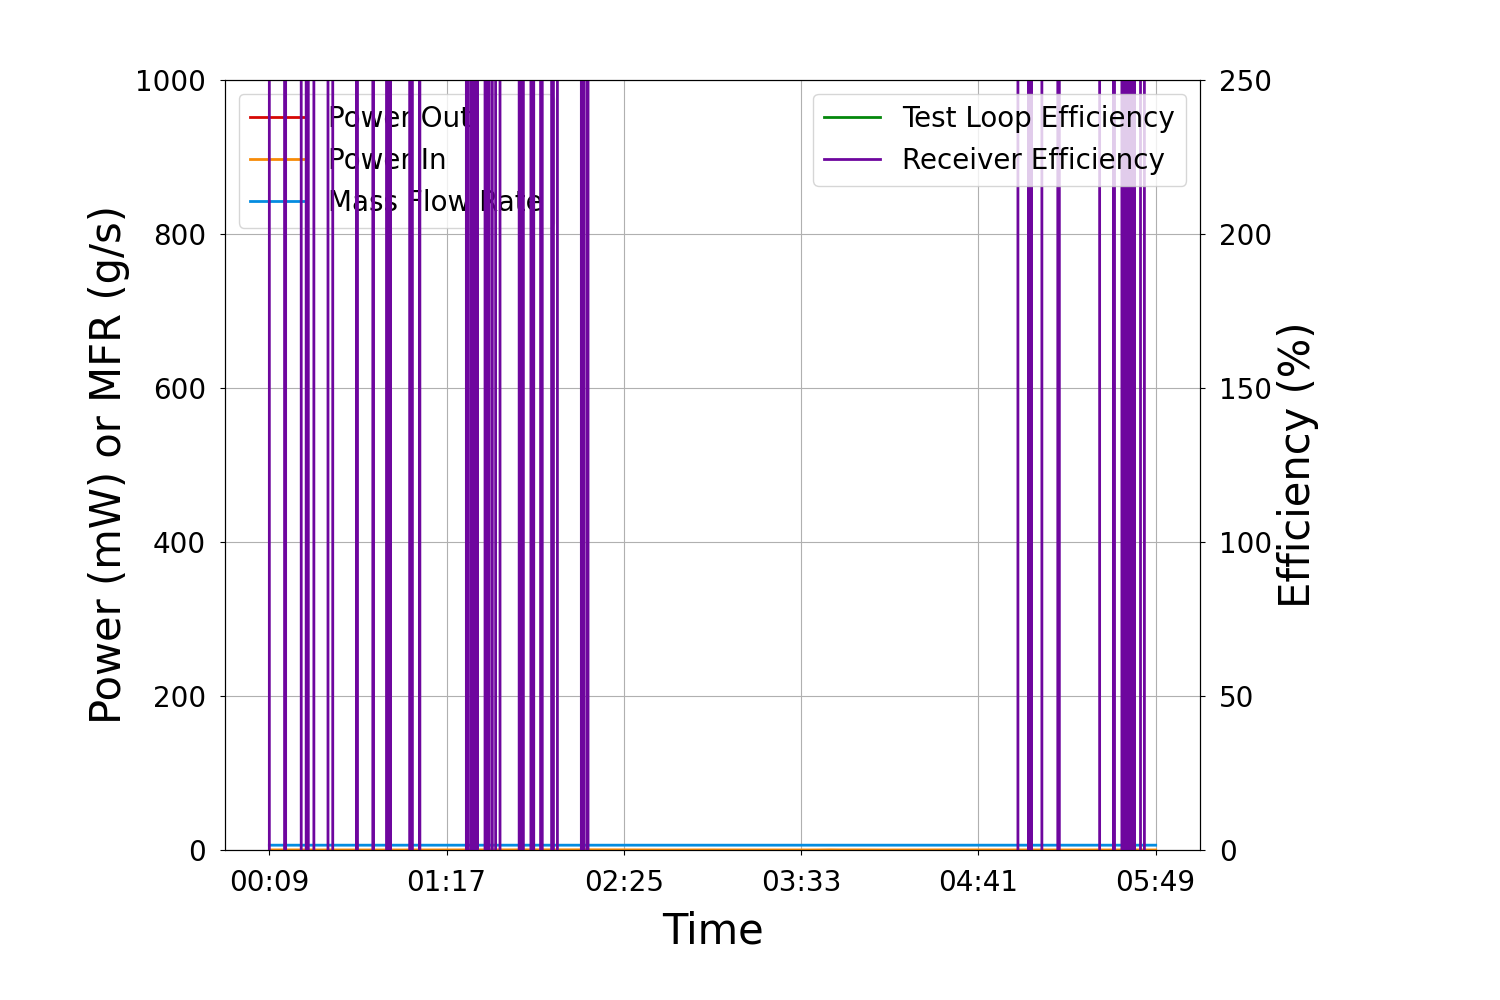 1000
800
600
400
200
0
Power (mW) or MFR (g/s)
Power Out
Power In
Mass Flow Rate
Test Loop Efficiency
Receiver Efficiency
250
200
150
100
50
0
Efficiency (%)
00:09 01:17 02:25 03:33 04:41 05:49
Time